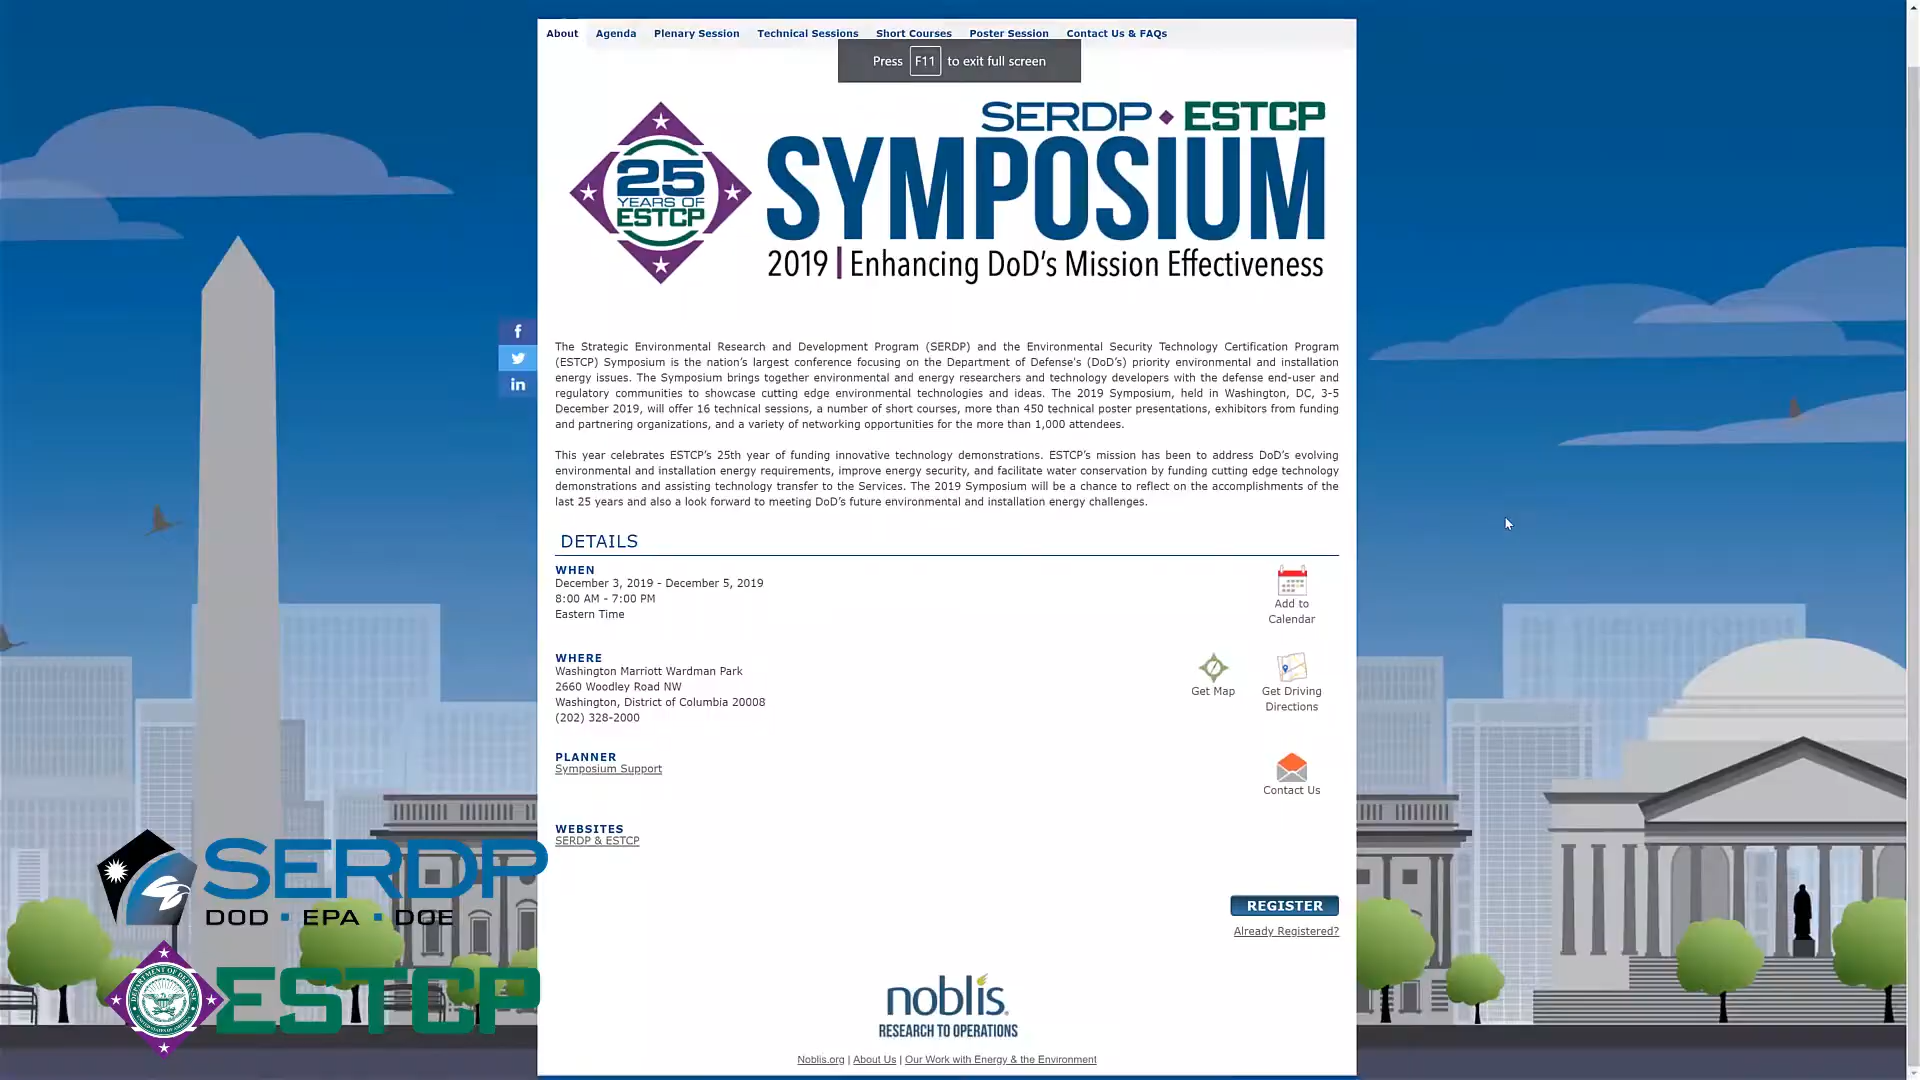 About Agenda Plenary Session Technical Sessions Short Courses Poster Session Contact Us & FAQs
Press F11 to exit full screen
SERDP ESTCP
SYMPOSIUM
2019 | Enhancing DoD's Mission Effectiveness
25
YEARS OF
ESTCP
f
in
The Strategic Environmental Research and Development Program (SERDP) and the Environmental Security Technology Certification Program
(ESTCP) Symposium is the nation's largest conference focusing on the Department of Defense's (DoD's) priority environmental and installation
energy issues. The Symposium brings together environmental and energy researchers and technology developers with the defense end-user and
regulatory communities to showcase cutting edge environmental technologies and ideas. The 2019 Symposium, held in Washington, DC, 3-5
December 2019, will offer 16 technical sessions, a number of short courses, more than 450 technical poster presentations, exhibitors from funding
and partnering organizations, and a variety of networking opportunities for the more than 1,000 attendees.
This year celebrates ESTCP's 25th year of funding innovative technology demonstrations. ESTCP's mission has been to address DoD's evolving
environmental and installation energy requirements, improve energy security, and facilitate water conservation by funding cutting edge technology
demonstrations and assisting technology transfer to the Services. The 2019 Symposium will be a chance to reflect on the accomplishments of the
last 25 years and also a look forward to meeting DoD's future environmental and installation energy challenges.
DETAILS
WHEN
December 3, 2019 - December 5, 2019
8:00 AM - 7:00 PM
Eastern Time
Add to
Calendar
WHERE
Washington Marriott Wardman Park
2660 Woodley Road NW
Washington, District of Columbia 20008
(202) 328-2000
Get Map
Get Driving
Directions
PLANNER
Symposium Support
Contact Us
WEBSITES
SERDP & ESTCP
REGISTER
Already Registered?
SERDP
DOD · EPA · DOE
DEPARTMENT OF DEFENSE
UNITED STATES OF AMERICA
ESTCP
noblis.
RESEARCH TO OPERATIONS
Noblis.org | About Us | Our Work with Energy & the Environment